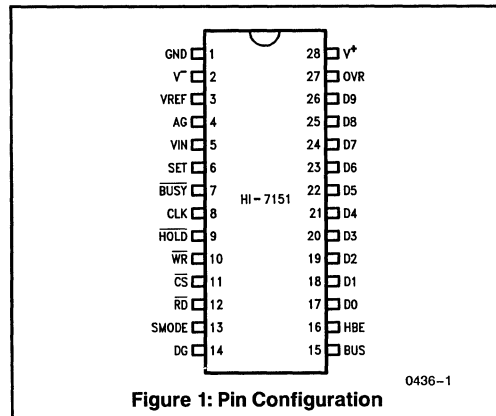 GND 1 28 V+
V- 2 27 OVR
VREF 3 26 D9
AG 4 25 D8
VIN 5 24 D7
SET 6 23 D6
BUSY 7 HI-7151 22 D5
CLK 8 21 D4
HOLD 9 20 D3
WR 10 19 D2
CS 11 18 D1
RD 12 17 D0
SMODE 13 16 HBE
DG 14 15 BUS
0436-1
Figure 1: Pin Configuration